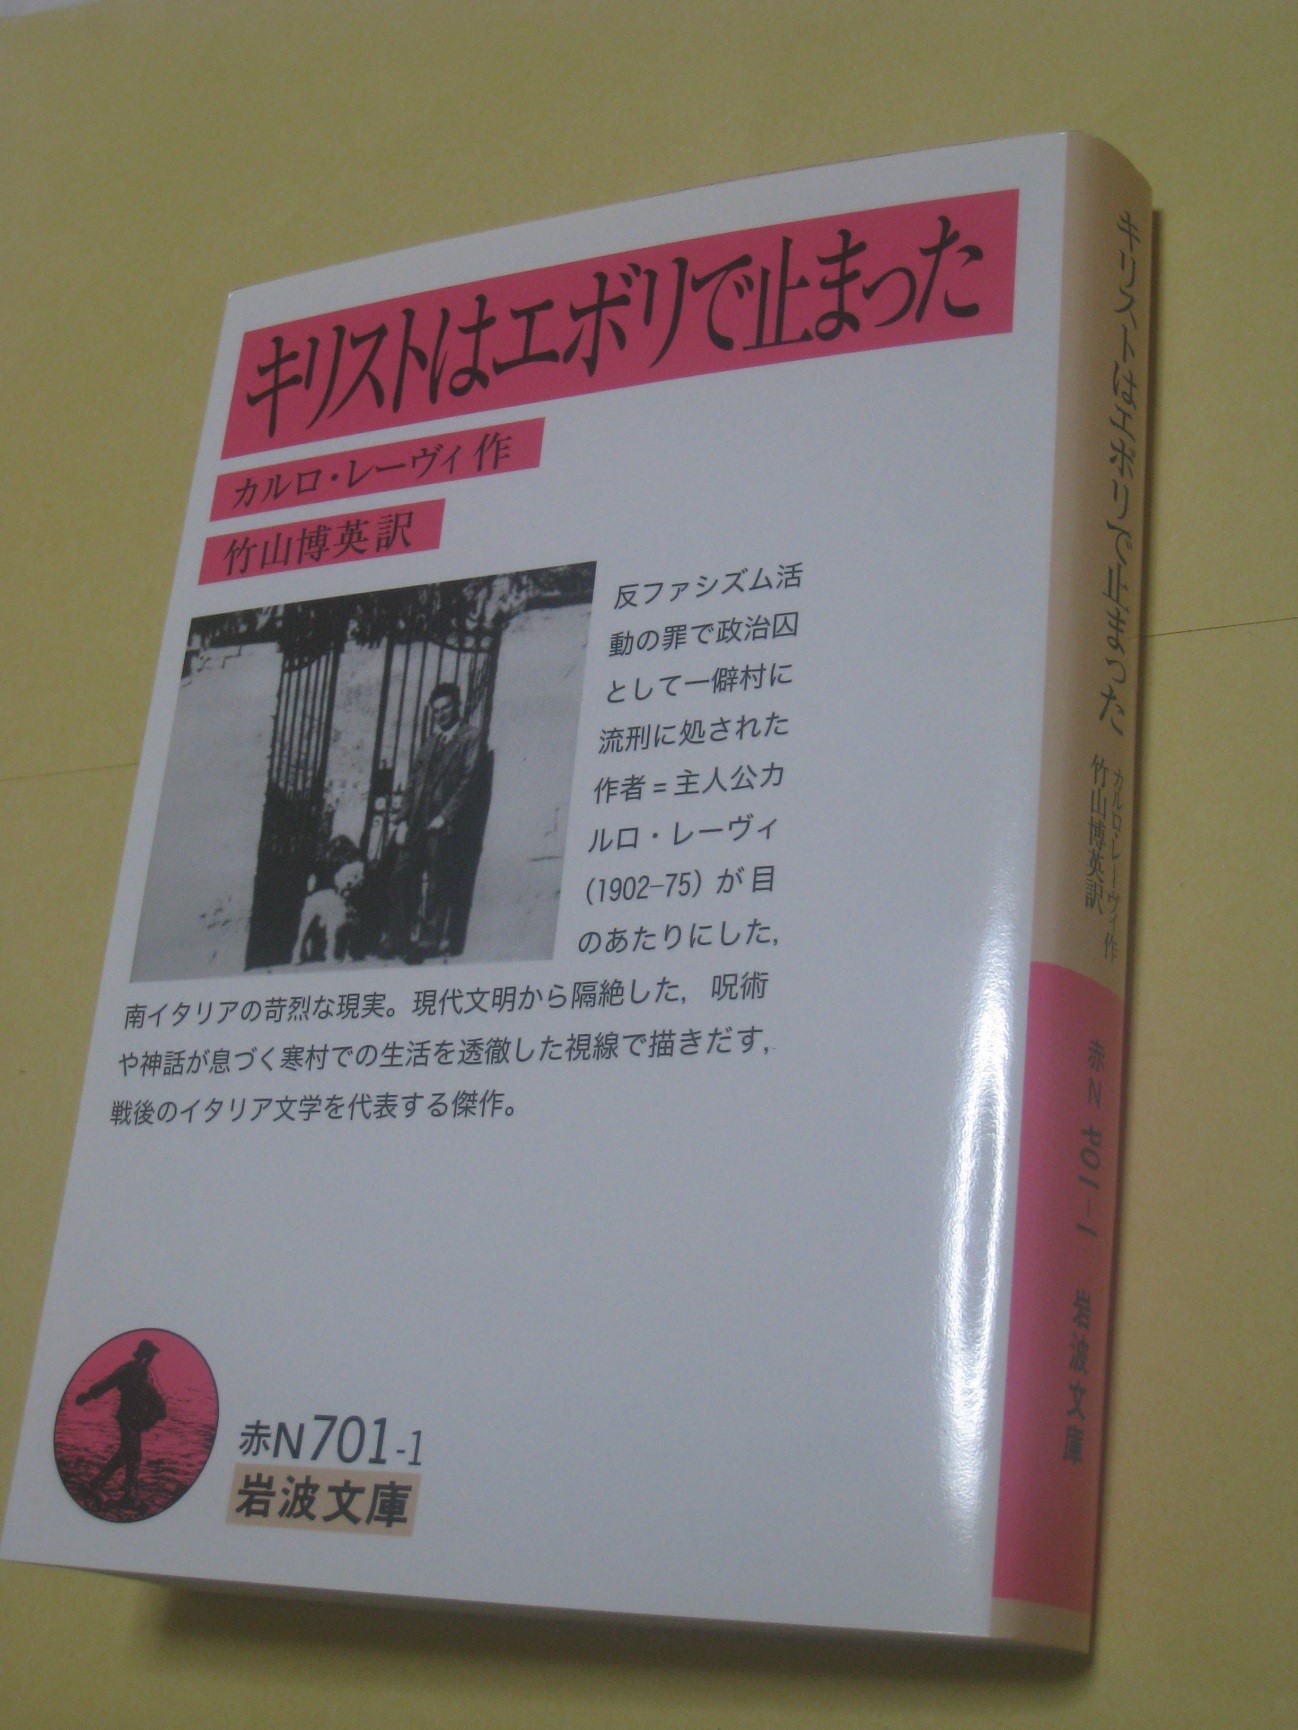 キリストはエボリで止まった
カルロ・レーヴィ作
竹山博英訳
反ファシズム活
動の罪で政治囚
として一僻村に
流刑に処された
作者=主人公カ
ルロ・レーヴィ
(1902-75)が目
のあたりにした,
南イタリアの苛烈な現実。現代文明から隔絶した, 呪術
や神話が息づく寒村での生活を透徹した視線で描きだす,
戦後のイタリア文学を代表する傑作。
赤N701-1
岩波文庫
キリストはエボリで止まった
カルロ・レーヴィ作
竹山博英訳
赤N 七〇一-一
岩波文庫